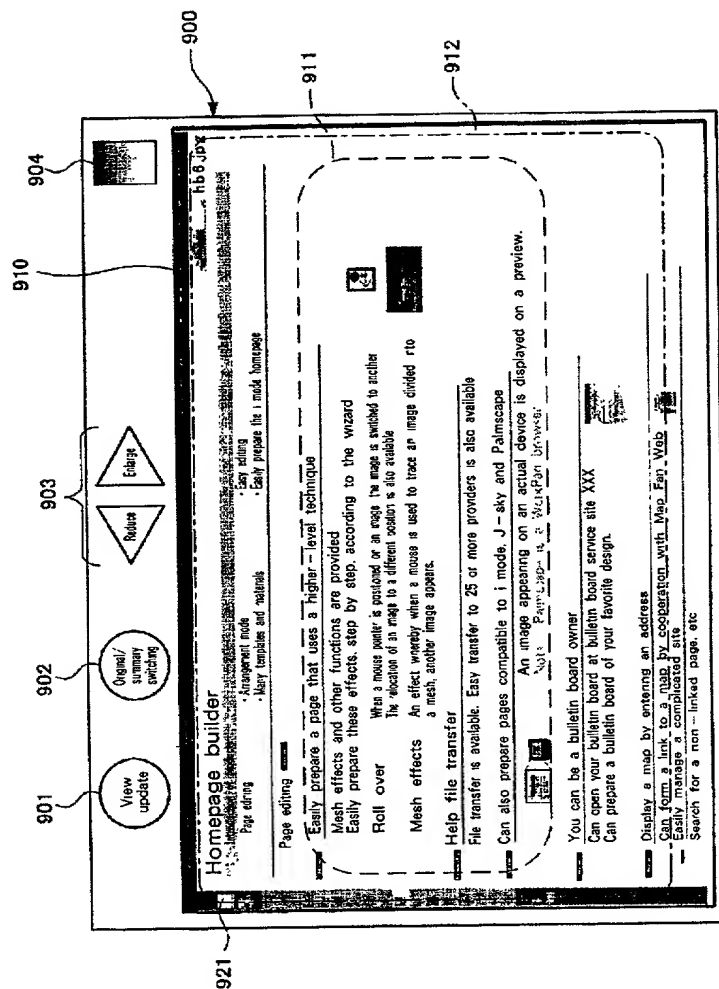 900
901
View update
902
Original/ summary switching
903
Reduce
Enlarge
904
910
911
912
921
hb6.jpx
Homepage builder
Page editing
・Arrangement mode
・Many templates and materials
・Easy editing
・Easily prepare the i mode homepage
Page editing
Easily prepare a page that uses a higher-level technique
Mesh effects and other functions are provided
Easily prepare these effects, step by step, according to the wizard
Roll over
When a mouse pointer is positioned on an image the image is switched to another
The relocation of an image to a different position is also available
Mesh effects
An effect whereby when a mouse is used to trace an image divided into
a mesh, another image appears.
Help file transfer
File transfer is available. Easy transfer to 25 or more providers is also available
Can also prepare pages compatible to i mode, J-sky and Palmscape
An image appearing on an actual device is displayed on a preview.
Note: Palmscape is a WorkPad browser
You can be a bulletin board owner
Can open your bulletin board at bulletin board service site XXX
Can prepare a bulletin board of your favorite design.
Display a map by entering an address
Can form a link to a map by cooperation with Map Fan Web
Easily manage a complicated site
Search for a non-linked page, etc